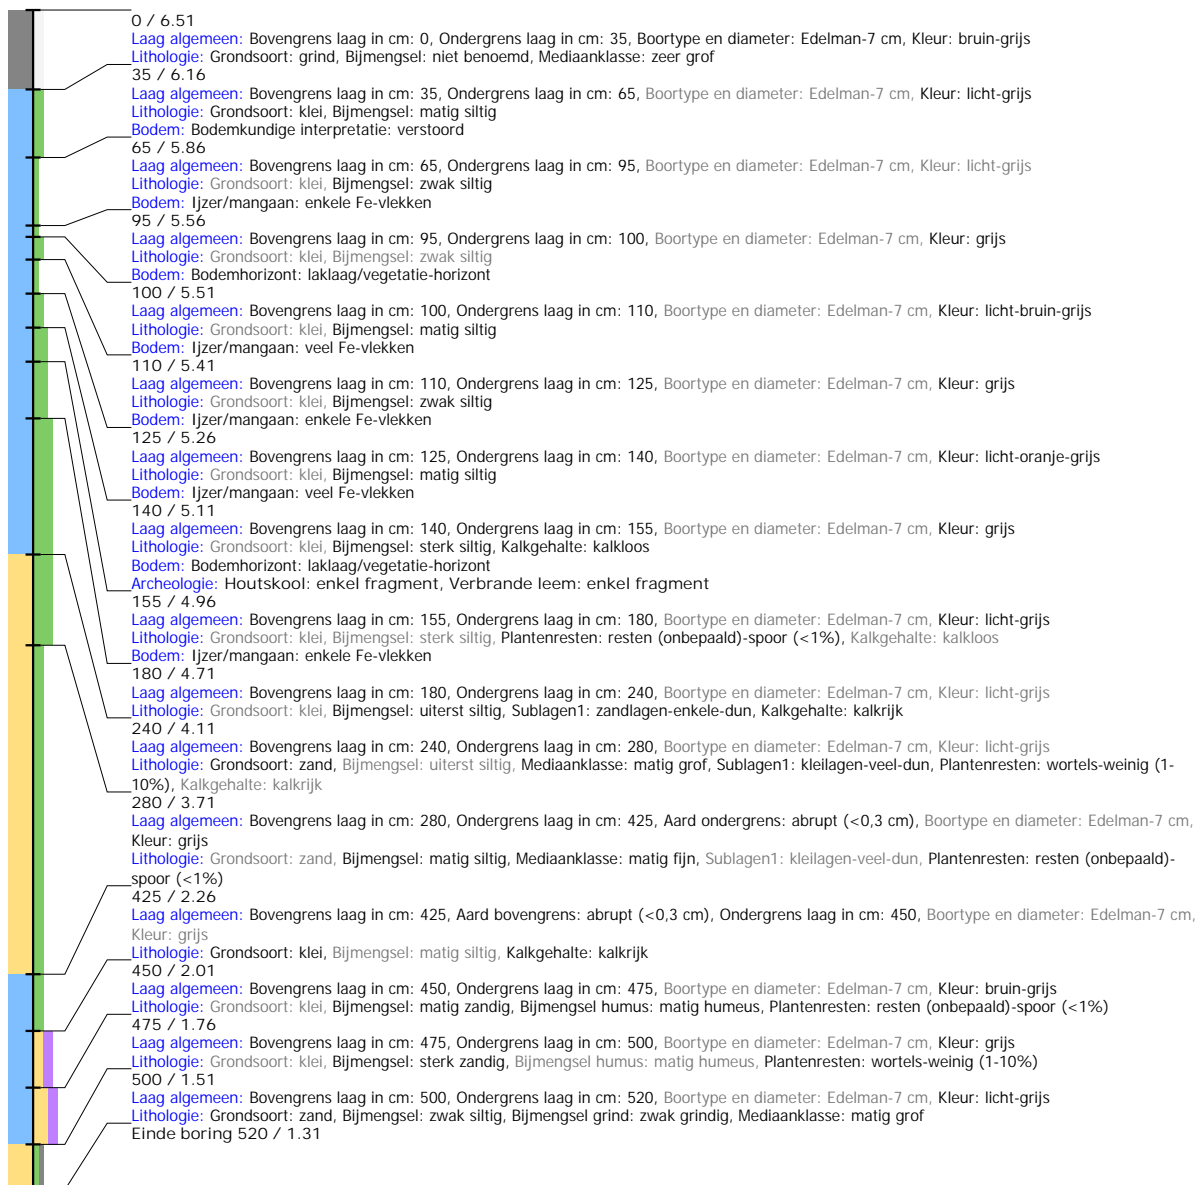 0 / 6.51
Laag algemeen: Bovengrens laag in cm: 0, Ondergrens laag in cm: 35, Boortype en diameter: Edelman-7 cm, Kleur: bruin-grijs
Lithologie: Grondsoort: grind, Bijmengsel: niet benoemd, Mediaanklasse: zeer grof
35 / 6.16
Laag algemeen: Bovengrens laag in cm: 35, Ondergrens laag in cm: 65, Boortype en diameter: Edelman-7 cm, Kleur: licht-grijs
Lithologie: Grondsoort: klei, Bijmengsel: matig siltig
Bodem: Bodemkundige interpretatie: verstoord
65 / 5.86
Laag algemeen: Bovengrens laag in cm: 65, Ondergrens laag in cm: 95, Boortype en diameter: Edelman-7 cm, Kleur: licht-grijs
Lithologie: Grondsoort: klei, Bijmengsel: zwak siltig
Bodem: Ijzer/mangaan: enkele Fe-vlekken
95 / 5.56
Laag algemeen: Bovengrens laag in cm: 95, Ondergrens laag in cm: 100, Boortype en diameter: Edelman-7 cm, Kleur: grijs
Lithologie: Grondsoort: klei, Bijmengsel: zwak siltig
Bodem: Bodemhorizont: laklaag/vegetatie-horizont
100 / 5.51
Laag algemeen: Bovengrens laag in cm: 100, Ondergrens laag in cm: 110, Boortype en diameter: Edelman-7 cm, Kleur: licht-bruin-grijs
Lithologie: Grondsoort: klei, Bijmengsel: matig siltig
Bodem: Ijzer/mangaan: veel Fe-vlekken
110 / 5.41
Laag algemeen: Bovengrens laag in cm: 110, Ondergrens laag in cm: 125, Boortype en diameter: Edelman-7 cm, Kleur: grijs
Lithologie: Grondsoort: klei, Bijmengsel: zwak siltig
Bodem: Ijzer/mangaan: enkele Fe-vlekken
125 / 5.26
Laag algemeen: Bovengrens laag in cm: 125, Ondergrens laag in cm: 140, Boortype en diameter: Edelman-7 cm, Kleur: licht-oranje-grijs
Lithologie: Grondsoort: klei, Bijmengsel: matig siltig
Bodem: Ijzer/mangaan: veel Fe-vlekken
140 / 5.11
Laag algemeen: Bovengrens laag in cm: 140, Ondergrens laag in cm: 155, Boortype en diameter: Edelman-7 cm, Kleur: grijs
Lithologie: Grondsoort: klei, Bijmengsel: sterk siltig, Kalkgehalte: kalkloos
Bodem: Bodemhorizont: laklaag/vegetatie-horizont
Archeologie: Houtskool: enkel fragment, Verbrande leem: enkel fragment
155 / 4.96
Laag algemeen: Bovengrens laag in cm: 155, Ondergrens laag in cm: 180, Boortype en diameter: Edelman-7 cm, Kleur: licht-grijs
Lithologie: Grondsoort: klei, Bijmengsel: sterk siltig, Plantenresten: resten (onbepaald)-spoor (<1%), Kalkgehalte: kalkloos
Bodem: Ijzer/mangaan: enkele Fe-vlekken
180 / 4.71
Laag algemeen: Bovengrens laag in cm: 180, Ondergrens laag in cm: 240, Boortype en diameter: Edelman-7 cm, Kleur: licht-grijs
Lithologie: Grondsoort: klei, Bijmengsel: uiterst siltig, Sublagen1: zandlagen-enkele-dun, Kalkgehalte: kalkrijk
240 / 4.11
Laag algemeen: Bovengrens laag in cm: 240, Ondergrens laag in cm: 280, Boortype en diameter: Edelman-7 cm, Kleur: licht-grijs
Lithologie: Grondsoort: zand, Bijmengsel: uiterst siltig, Mediaanklasse: matig grof, Sublagen1: kleilagen-veel-dun, Plantenresten: wortels-weinig (1-
10%), Kalkgehalte: kalkrijk
280 / 3.71
Laag algemeen: Bovengrens laag in cm: 280, Ondergrens laag in cm: 425, Aard ondergrens: abrupt (<0,3 cm), Boortype en diameter: Edelman-7 cm,
Kleur: grijs
Lithologie: Grondsoort: zand, Bijmengsel: matig siltig, Mediaanklasse: matig fijn, Sublagen1: kleilagen-veel-dun, Plantenresten: resten (onbepaald)-
spoor (<1%)
425 / 2.26
Laag algemeen: Bovengrens laag in cm: 425, Aard bovengrens: abrupt (<0,3 cm), Ondergrens laag in cm: 450, Boortype en diameter: Edelman-7 cm,
Kleur: grijs
Lithologie: Grondsoort: klei, Bijmengsel: matig siltig, Kalkgehalte: kalkrijk
450 / 2.01
Laag algemeen: Bovengrens laag in cm: 450, Ondergrens laag in cm: 475, Boortype en diameter: Edelman-7 cm, Kleur: bruin-grijs
Lithologie: Grondsoort: klei, Bijmengsel: matig zandig, Bijmengsel humus: matig humeus, Plantenresten: resten (onbepaald)-spoor (<1%)
475 / 1.76
Laag algemeen: Bovengrens laag in cm: 475, Ondergrens laag in cm: 500, Boortype en diameter: Edelman-7 cm, Kleur: grijs
Lithologie: Grondsoort: klei, Bijmengsel: sterk zandig, Bijmengsel humus: matig humeus, Plantenresten: wortels-weinig (1-10%)
500 / 1.51
Laag algemeen: Bovengrens laag in cm: 500, Ondergrens laag in cm: 520, Boortype en diameter: Edelman-7 cm, Kleur: licht-grijs
Lithologie: Grondsoort: zand, Bijmengsel: zwak siltig, Bijmengsel grind: zwak grindig, Mediaanklasse: matig grof
Einde boring 520 / 1.31